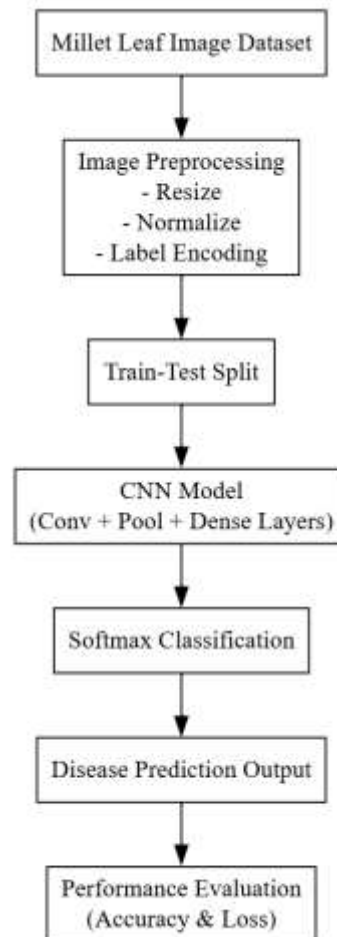 Millet Leaf Image Dataset
Image Preprocessing
- Resize
- Normalize
- Label Encoding
Train-Test Split
CNN Model
(Conv + Pool + Dense Layers)
Softmax Classification
Disease Prediction Output
Performance Evaluation
(Accuracy & Loss)